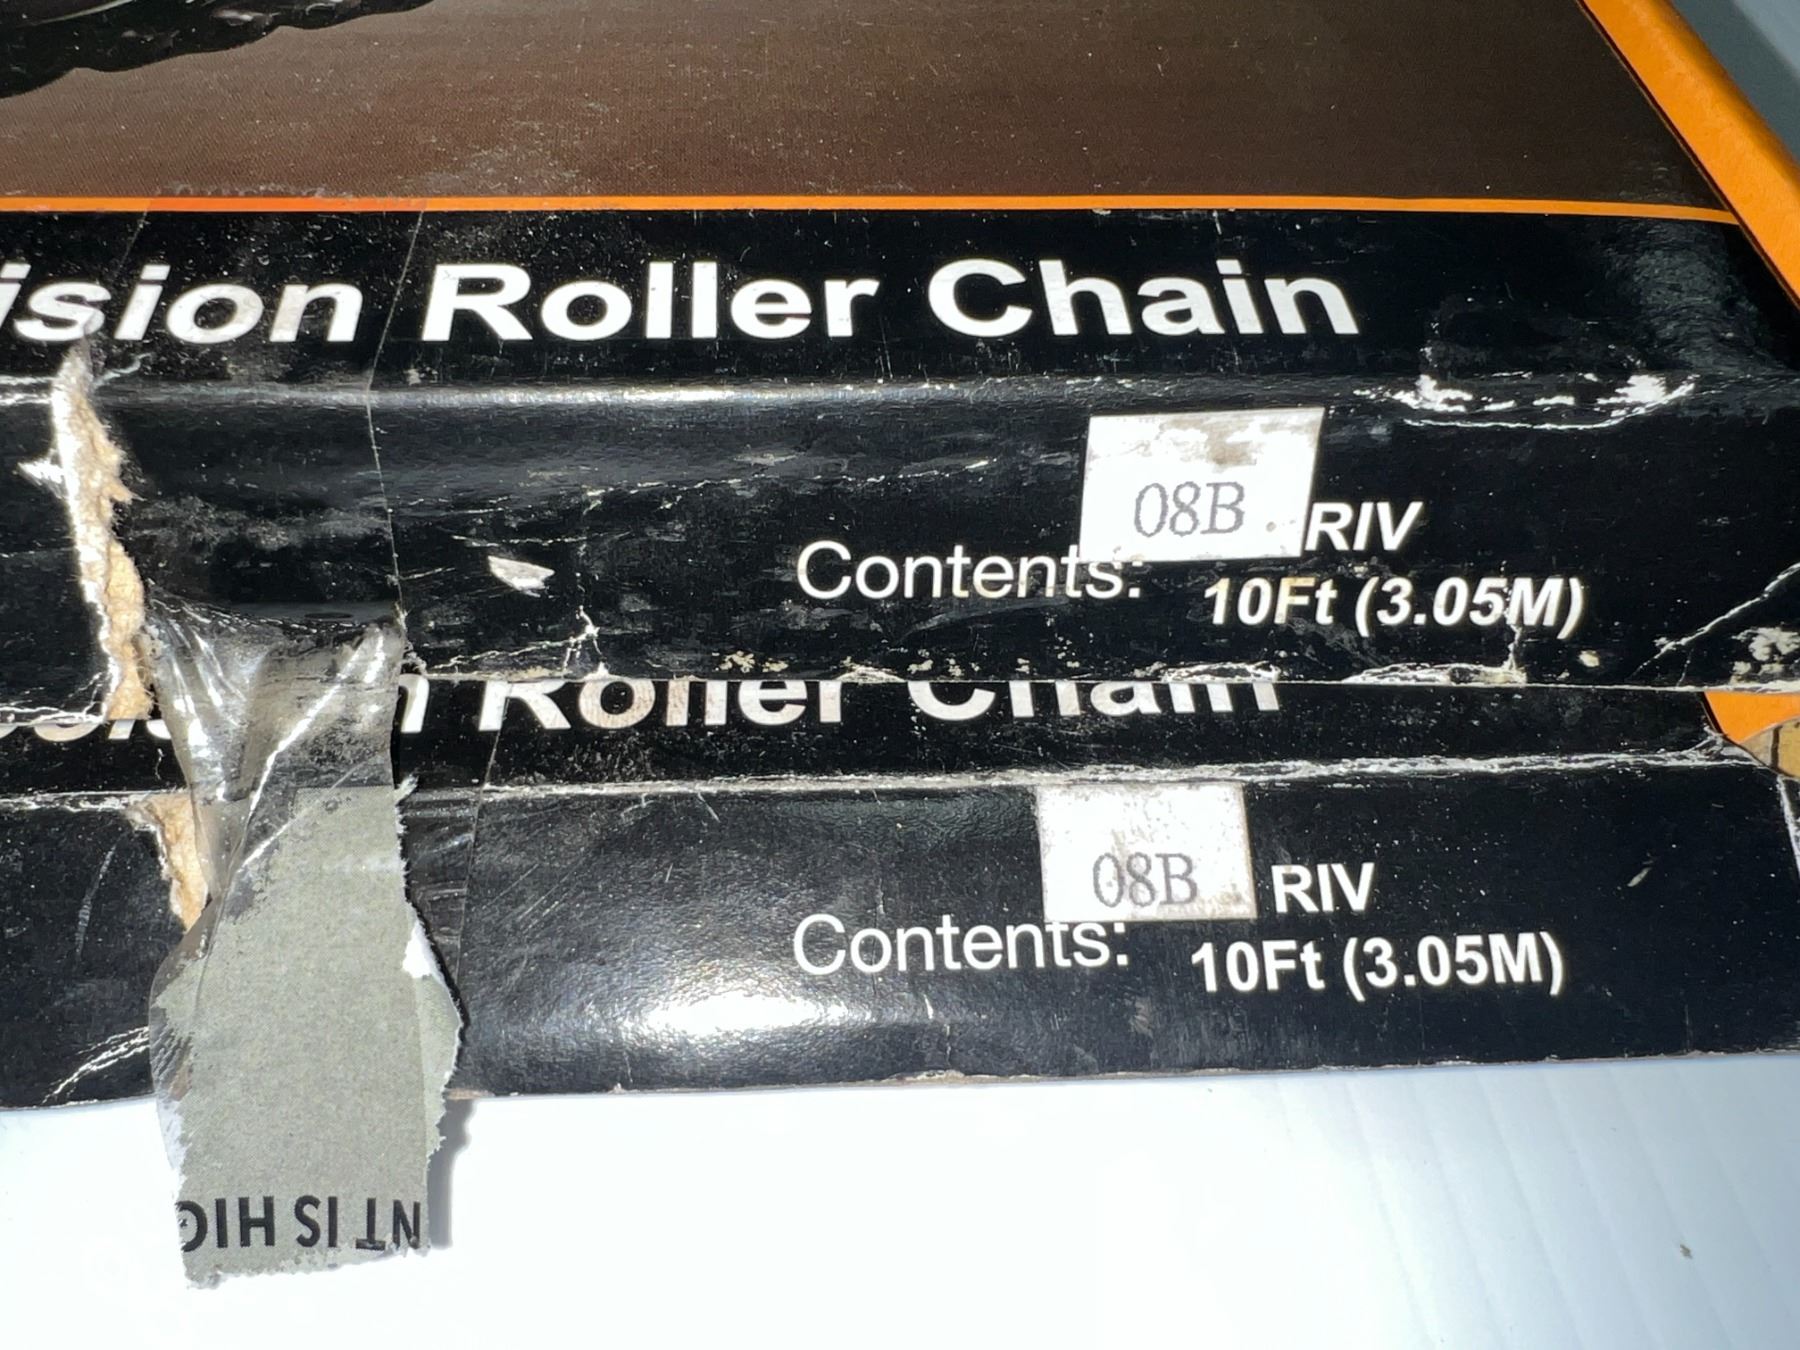 ision Roller Chain
08B RIV
Contents:
10Ft (3.05M)
n Roller Chain
08B RIV
Contents:
10Ft (3.05M)
NT IS HIG